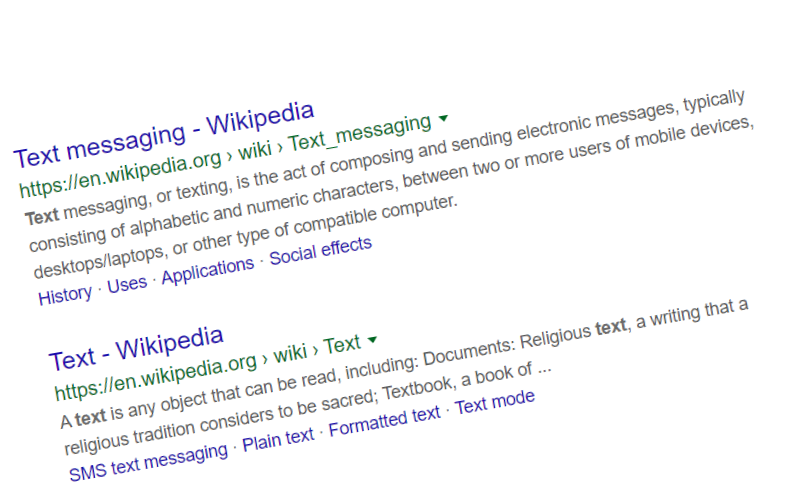 Text messaging - Wikipedia
https://en.wikipedia.org › wiki › Text_messaging
Text messaging, or texting, is the act of composing and sending electronic messages, typically
consisting of alphabetic and numeric characters, between two or more users of mobile devices,
desktops/laptops, or other type of compatible computer.
History · Uses · Applications · Social effects
Text - Wikipedia
https://en.wikipedia.org › wiki › Text
A text is any object that can be read, including: Documents: Religious text, a writing that a
religious tradition considers to be sacred; Textbook, a book of ...
SMS text messaging · Plain text · Formatted text · Text mode